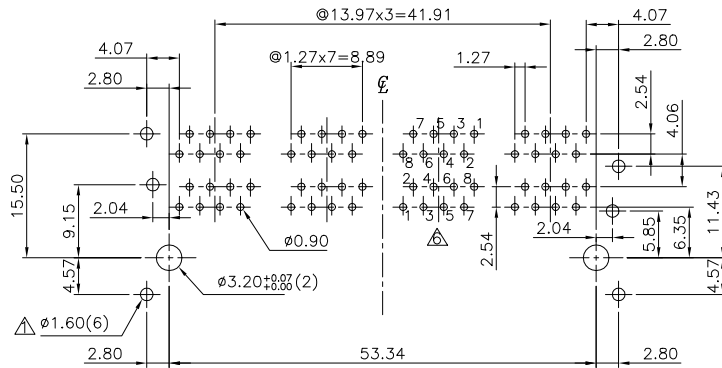 @13.97x3=41.91
4.07
4.07
@1.27x7=8.89
1.27
2.80
2.80
℄
2.54
4.06
7 5 3 1
8 6 4 2
2 4 6 8
1 3 5 7
15.50
9.15
2.04
ø0.90
6
2.54
2.04
5.85
6.35
11.43
4.57
ø3.20+0.07+0.00(2)
4.57
1 ø1.60(6)
2.80
53.34
2.80